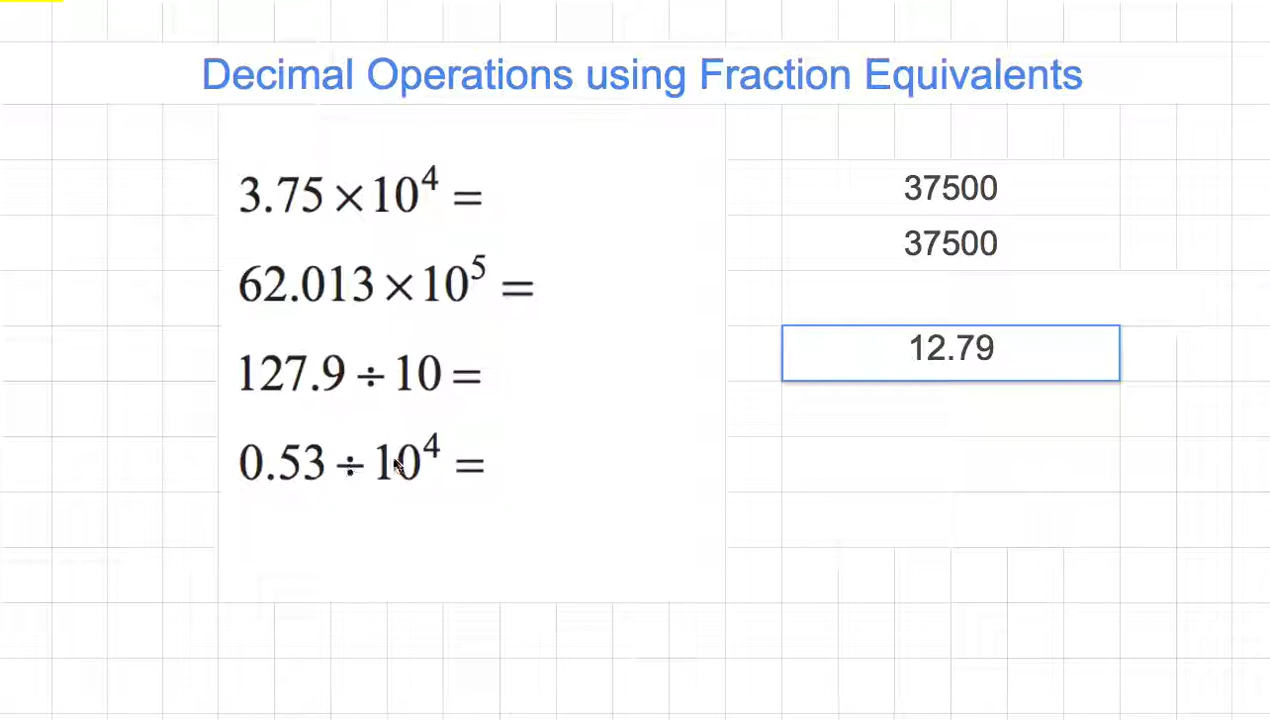 Decimal Operations using Fraction Equivalents
3.75 × 10⁴ =
62.013 × 10⁵ =
127.9 ÷ 10 =
0.53 ÷ 10⁴ =
37500
37500
12.79